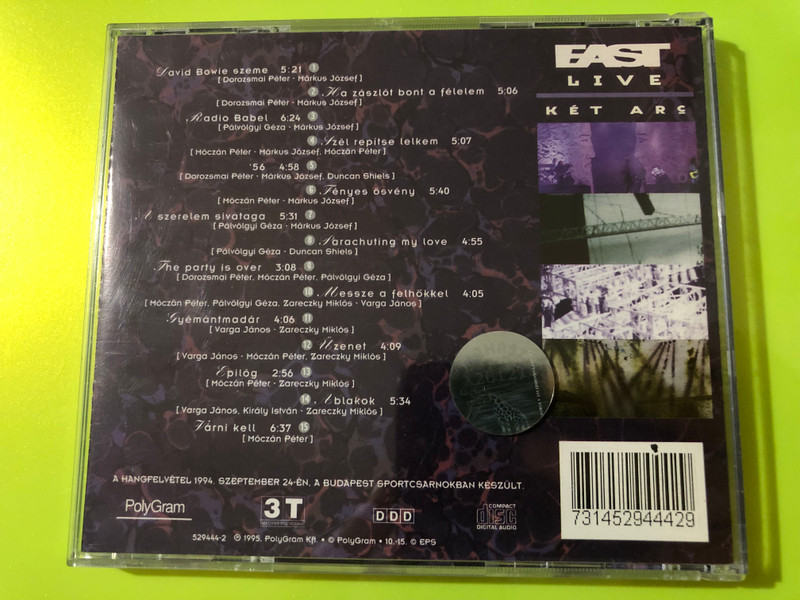 David Bowie szeme 5:21 1
[ Dorozsmai Péter - Márkus József ]
2 Ha zászlót bont a félelem 5:06
[ Dorozsmai Péter - Márkus József ]
Radio Babel 6:24 3
[ Pálvölgyi Géza - Márkus József ]
4 Szél repítse lelkem 5:07
[ Móczán Péter - Márkus József, Móczán Péter ]
'56 4:58 5
[ Dorozsmai Péter - Márkus József, Duncan Shiels ]
6 Fényes ösvény 5:40
[ Móczán Péter - Márkus József ]
A szerelem sivataga 5:31 7
[ Pálvölgyi Géza - Márkus József ]
8 Parachuting my love 4:55
[ Pálvölgyi Géza - Duncan Shiels ]
The party is over 3:08 9
[ Dorozsmai Péter, Móczán Péter, Pálvölgyi Géza ]
10 Messze a felhőkkel 4:05
[ Móczán Péter, Pálvölgyi Géza, Zareczky Miklós - Varga János ]
Gyémántmadár 4:06 11
[ Varga János - Zareczky Miklós ]
12 Üzenet 4:09
[ Varga János - Móczán Péter, Zareczky Miklós ]
Epilóg 2:56 13
[ Móczán Péter - Zareczky Miklós ]
14 Ablakok 5:34
[ Varga János, Király István - Zareczky Miklós ]
Várni kell 6:37 15
[ Móczán Péter ]
EAST
LIVE
KÉT ARC
A HANGFELVÉTEL 1994. SZEPTEMBER 24-ÉN, A BUDAPEST SPORTCSARNOKBAN KÉSZÜLT.
PolyGram
3T
DDD
COMPACT
disc
DIGITAL AUDIO
731452944429
529444-2 ℗ 1995. PolyGram Kft. • © PolyGram • 10.-15. © EPS